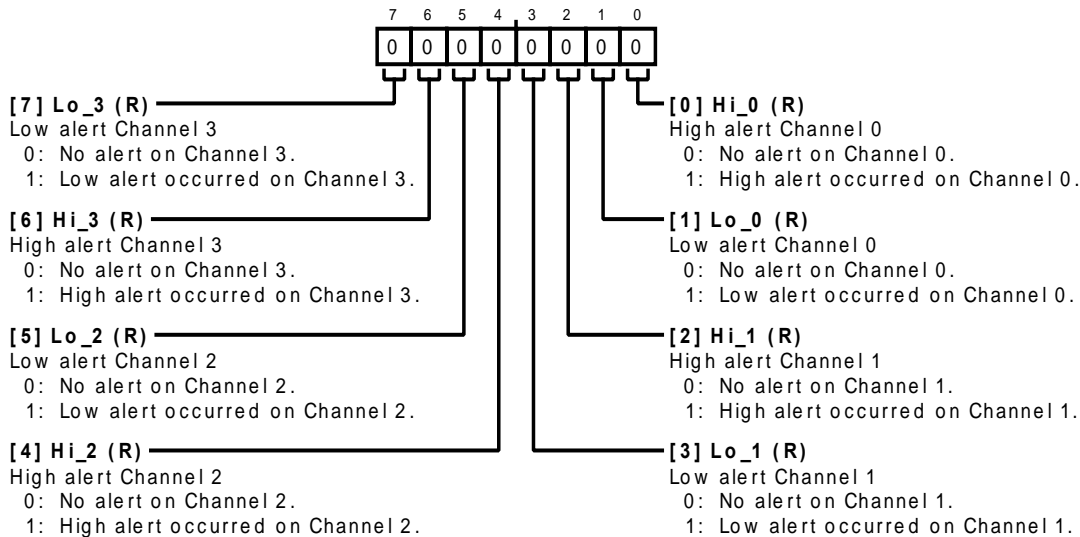 7 6 5 4 3 2 1 0
0 0 0 0 0 0 0 0
[7] Lo_3 (R)
Low alert Channel 3
0: No alert on Channel 3.
1: Low alert occurred on Channel 3.
[6] Hi_3 (R)
High alert Channel 3
0: No alert on Channel 3.
1: High alert occurred on Channel 3.
[5] Lo_2 (R)
Low alert Channel 2
0: No alert on Channel 2.
1: Low alert occurred on Channel 2.
[4] Hi_2 (R)
High alert Channel 2
0: No alert on Channel 2.
1: High alert occurred on Channel 2.
[0] Hi_0 (R)
High alert Channel 0
0: No alert on Channel 0.
1: High alert occurred on Channel 0.
[1] Lo_0 (R)
Low alert Channel 0
0: No alert on Channel 0.
1: Low alert occurred on Channel 0.
[2] Hi_1 (R)
High alert Channel 1
0: No alert on Channel 1.
1: High alert occurred on Channel 1.
[3] Lo_1 (R)
Low alert Channel 1
0: No alert on Channel 1.
1: Low alert occurred on Channel 1.